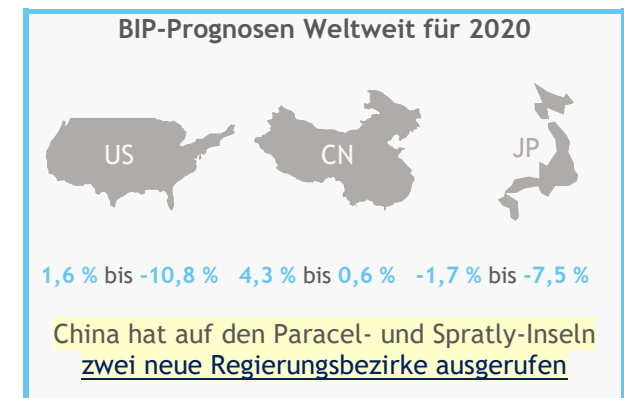 BIP-Prognosen Weltweit für 2020
US
CN
JP
1,6 % bis -10,8 % 4,3 % bis 0,6 % -1,7 % bis -7,5 %
China hat auf den Paracel- und Spratly-Inseln
zwei neue Regierungsbezirke ausgerufen